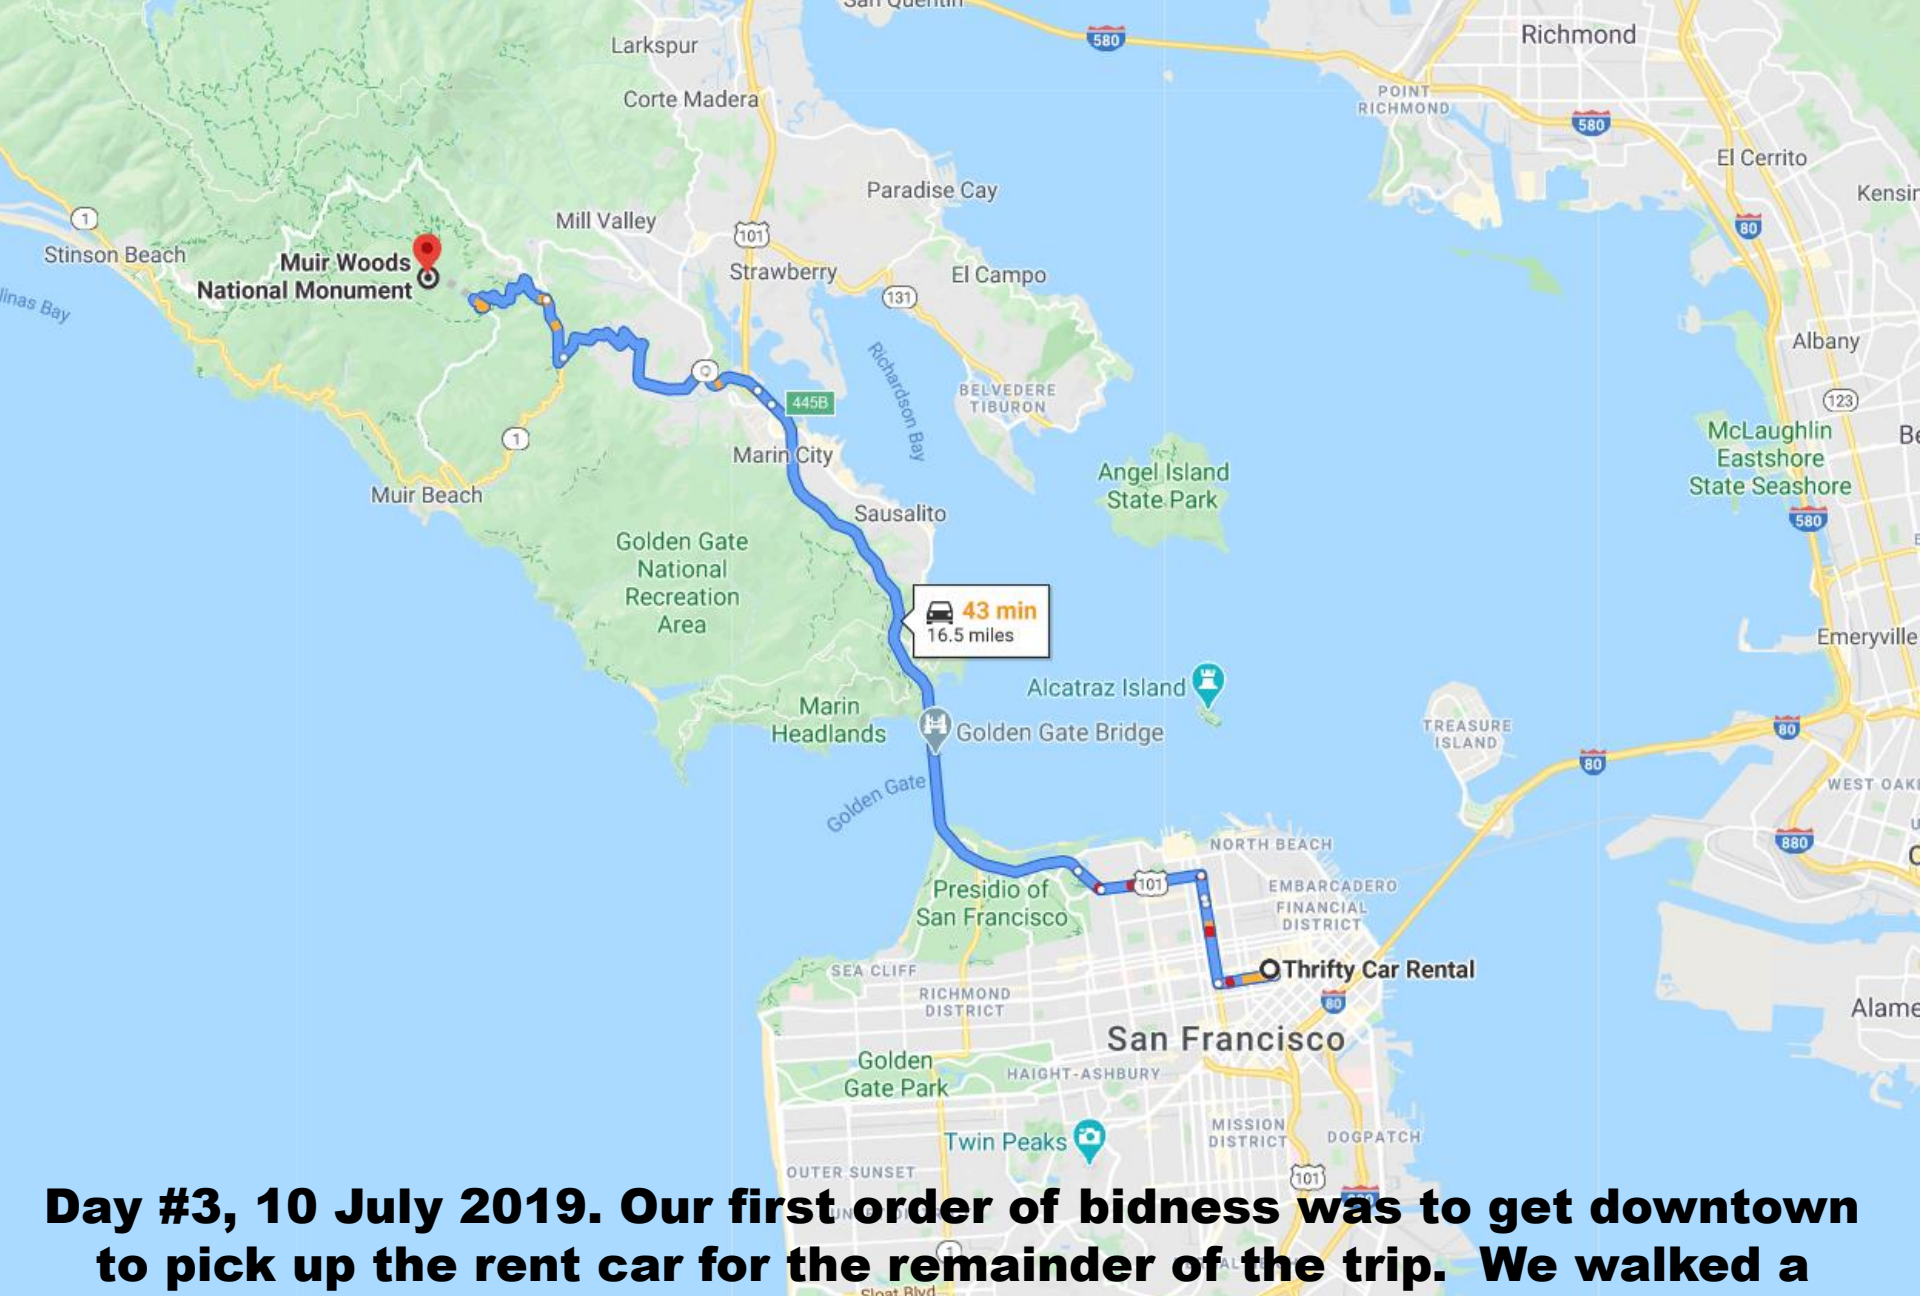 San Quentin
580
Richmond
Larkspur
Corte Madera
POINT
RICHMOND
580
El Cerrito
Paradise Cay
1
Mill Valley
101
80
Stinson Beach
Muir Woods
National Monument
Strawberry
El Campo
131
Richardson Bay
Albany
445B
BELVEDERE
TIBURON
123
1
Marin City
McLaughlin
Eastshore
State Seashore
Angel Island
State Park
Muir Beach
Sausalito
580
Golden Gate
National
Recreation
Area
43 min
16.5 miles
Emeryville
Alcatraz Island
Marin
Headlands
Golden Gate Bridge
TREASURE
ISLAND
80
80
Golden Gate
WEST OAK
880
NORTH BEACH
101
Presidio of
San Francisco
EMBARCADERO
FINANCIAL
DISTRICT
SEA CLIFF
Thrifty Car Rental
RICHMOND
DISTRICT
80
Alame
San Francisco
Golden
Gate Park
HAIGHT-ASHBURY
MISSION
DISTRICT
DOGPATCH
Twin Peaks
OUTER SUNSET
101
Day #3, 10 July 2019. Our first order of bidness was to get downtown
to pick up the rent car for the remainder of the trip. We walked a
1
Sloat Blvd